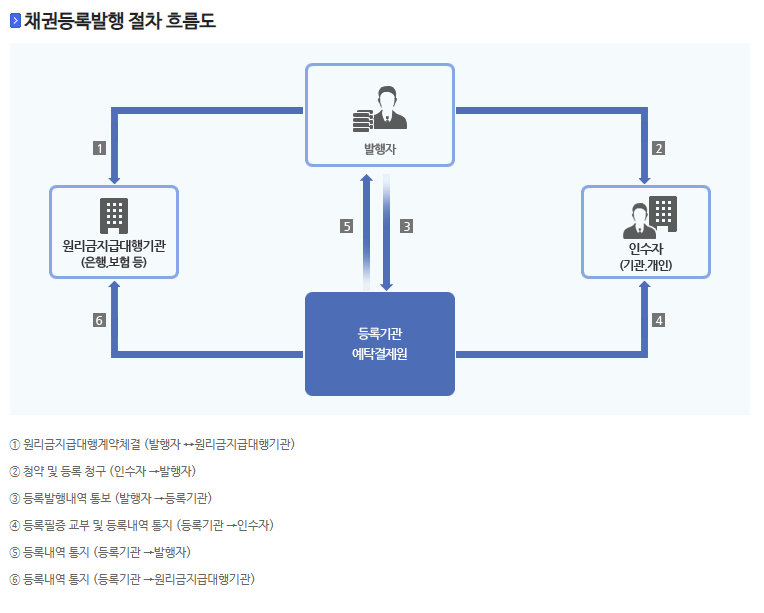 채권등록발행 절차 흐름도
발행자
1
2
원리금지급대행기관
(은행,보험 등)
5
3
인수자
(기관,개인)
6
4
등록기관
예탁결제원
① 원리금지급대행계약체결 (발행자 ↔원리금지급대행기관)
② 청약 및 등록 청구 (인수자 →발행자)
③ 등록발행내역 통보 (발행자 →등록기관)
④ 등록필증 교부 및 등록내역 통지 (등록기관 →인수자)
⑤ 등록내역 통지 (등록기관 →발행자)
⑥ 등록내역 통지 (등록기관 →원리금지급대행기관)